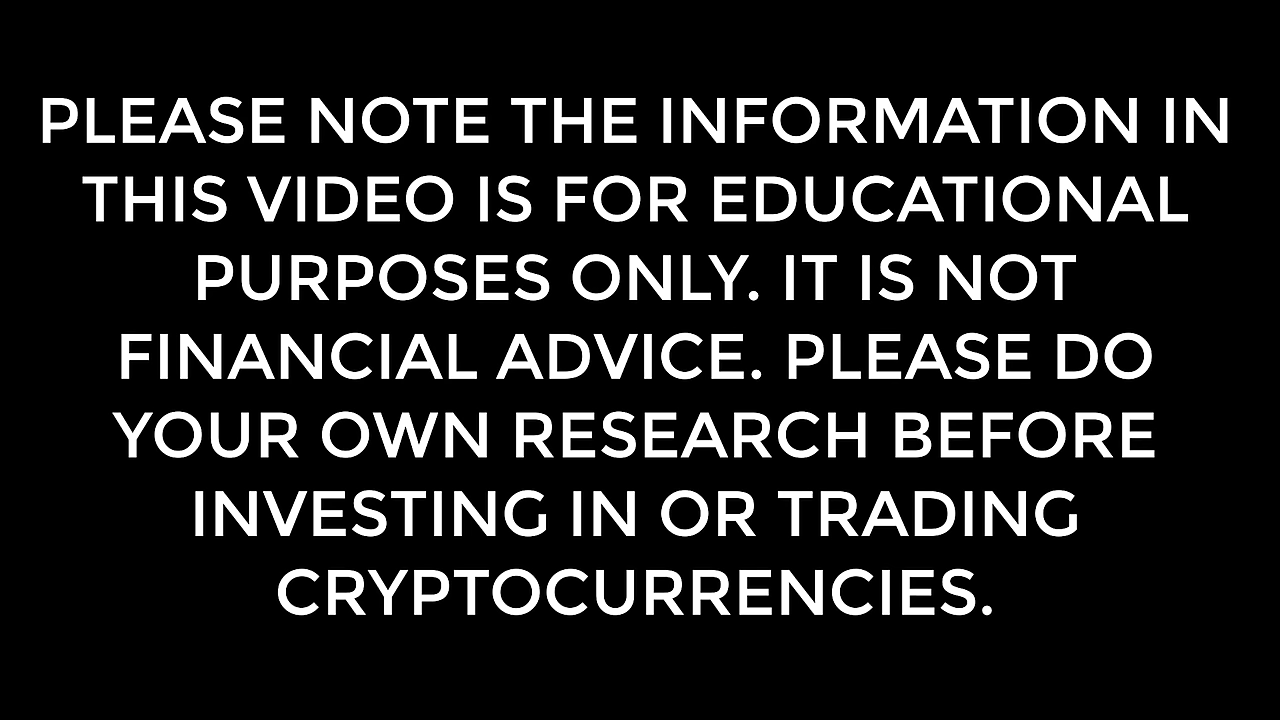 PLEASE NOTE THE INFORMATION IN
THIS VIDEO IS FOR EDUCATIONAL
PURPOSES ONLY. IT IS NOT
FINANCIAL ADVICE. PLEASE DO
YOUR OWN RESEARCH BEFORE
INVESTING IN OR TRADING
CRYPTOCURRENCIES.